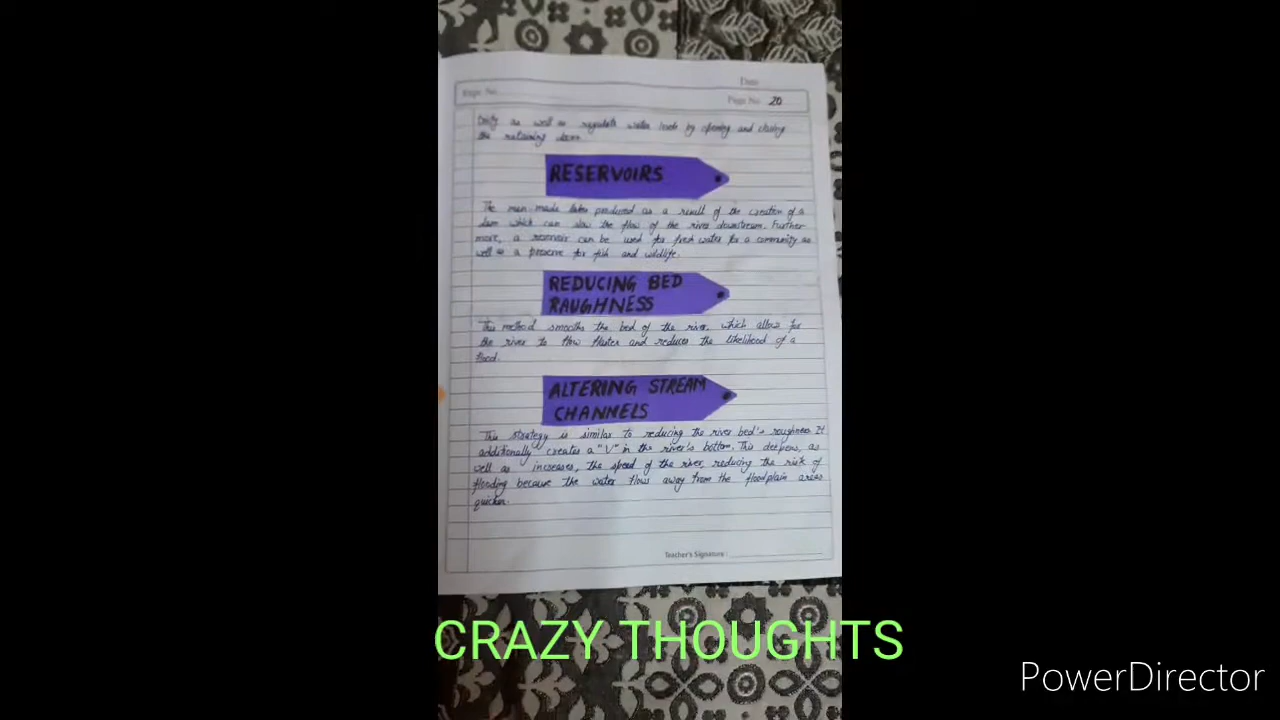 Date
Expt. No.
Page No. 20
as well as regulate water levels by opening and closing
the retaining
RESERVOIRS
The man-made lakes produced as a result of the creation of a
dam which can slow the flow of the river downstream. Further
more, a reservoir can be used for fresh water for a community as
well as a preserve for fish and wildlife.
REDUCING BED
RAUGHNESS
This method smooths the bed of the river, which allow for
the river to flow flaster and reduces the likelihood of a
flood.
ALTERING STREAM
CHANNELS
This strategy is similar to reducing the river bed's roughness. It
additionally creates a "V" in the river's bottom. This deepens, as
well as increases, the speed of the river, reducing the risk of
flooding because the water flows away from the floodplain areas
quicker.
Teacher's Signature :
CRAZY THOUGHTS
PowerDirector